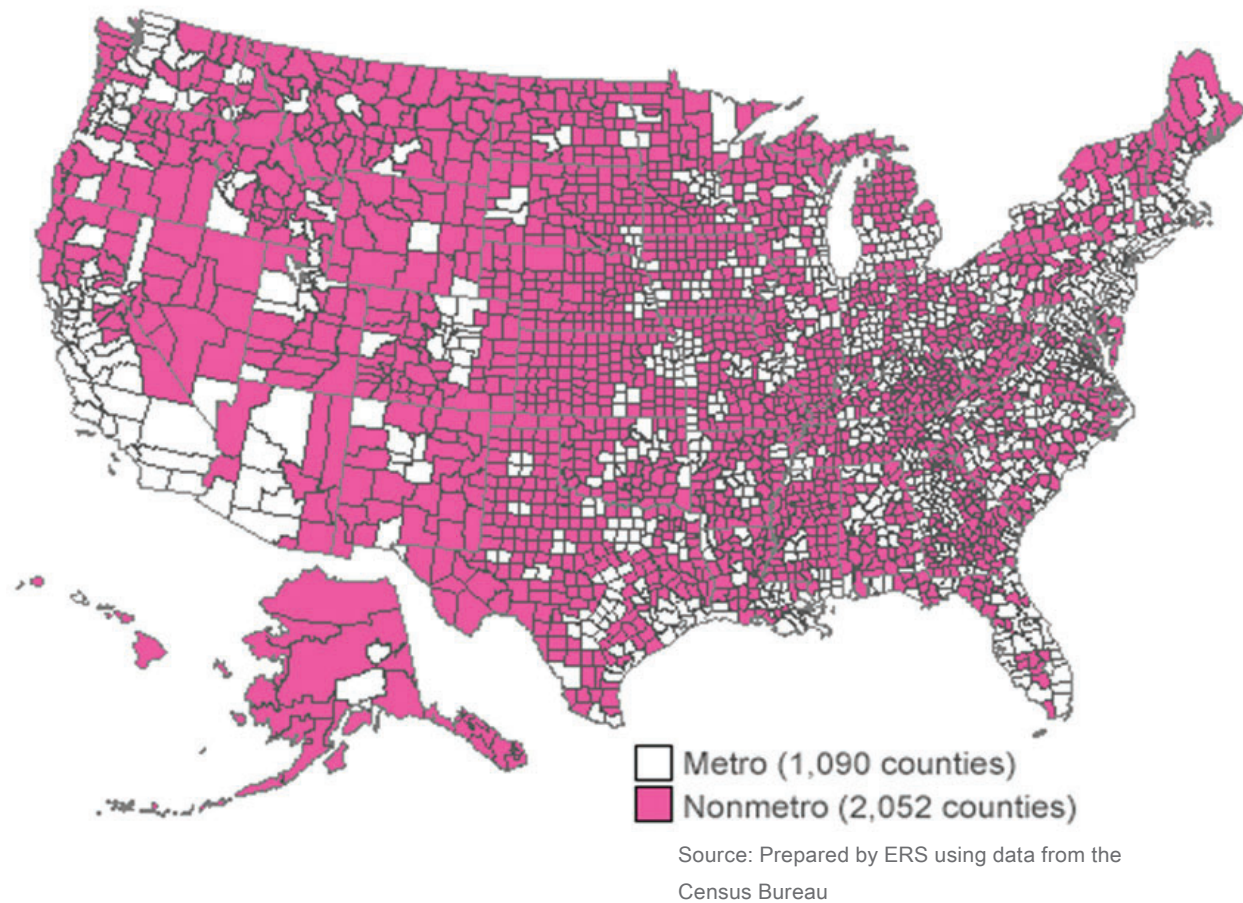 Metro (1,090 counties)
Nonmetro (2,052 counties)
Source: Prepared by ERS using data from the
Census Bureau